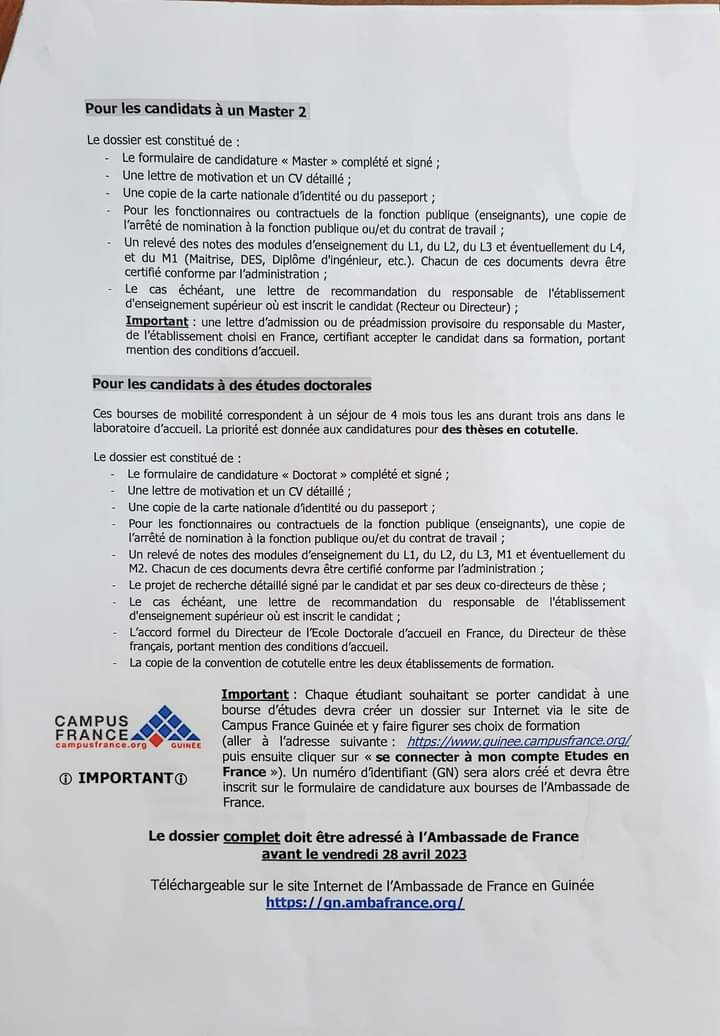 Pour les candidats à un Master 2
Le dossier est constitué de :
- Le formulaire de candidature « Master » complété et signé ;
- Une lettre de motivation et un CV détaillé ;
- Une copie de la carte nationale d'identité ou du passeport ;
- Pour les fonctionnaires ou contractuels de la fonction publique (enseignants), une copie de
l'arrêté de nomination à la fonction publique ou/et du contrat de travail ;
- Un relevé des notes des modules d'enseignement du L1, du L2, du L3 et éventuellement du L4,
et du M1 (Maitrise, DES, Diplôme d'ingénieur, etc.). Chacun de ces documents devra être
certifié conforme par l'administration ;
- Le cas échéant, une lettre de recommandation du responsable de l'établissement
d'enseignement supérieur où est inscrit le candidat (Recteur ou Directeur) ;
Important : une lettre d'admission ou de préadmission provisoire du responsable du Master,
de l'établissement choisi en France, certifiant accepter le candidat dans sa formation, portant
mention des conditions d'accueil.
Pour les candidats à des études doctorales
Ces bourses de mobilité correspondent à un séjour de 4 mois tous les ans durant trois ans dans le
laboratoire d'accueil. La priorité est donnée aux candidatures pour des thèses en cotutelle.
Le dossier est constitué de :
- Le formulaire de candidature « Doctorat » complété et signé ;
- Une lettre de motivation et un CV détaillé ;
- Une copie de la carte nationale d'identité ou du passeport ;
- Pour les fonctionnaires ou contractuels de la fonction publique (enseignants), une copie de
l'arrêté de nomination à la fonction publique ou/et du contrat de travail ;
- Un relevé de notes des modules d'enseignement du L1, du L2, du L3, M1 et éventuellement du
M2. Chacun de ces documents devra être certifié conforme par l'administration ;
- Le projet de recherche détaillé signé par le candidat et par ses deux co-directeurs de thèse ;
- Le cas échéant, une lettre de recommandation du responsable de l'établissement
d'enseignement supérieur où est inscrit le candidat ;
- L'accord formel du Directeur de l'Ecole Doctorale d'accueil en France, du Directeur de thèse
français, portant mention des conditions d'accueil.
- La copie de la convention de cotutelle entre les deux établissements de formation.
CAMPUS
FRANCE
campusfrance.org GUINÉE
ⓘ IMPORTANT ⓘ
Important : Chaque étudiant souhaitant se porter candidat à une
bourse d'études devra créer un dossier sur Internet via le site de
Campus France Guinée et y faire figurer ses choix de formation
(aller à l'adresse suivante : https://www.guinee.campusfrance.org/
puis ensuite cliquer sur « se connecter à mon compte Etudes en
France »). Un numéro d'identifiant (GN) sera alors créé et devra être
inscrit sur le formulaire de candidature aux bourses de l'Ambassade de
France.
Le dossier complet doit être adressé à l'Ambassade de France
avant le vendredi 28 avril 2023
Téléchargeable sur le site Internet de l'Ambassade de France en Guinée
https://gn.ambafrance.org/